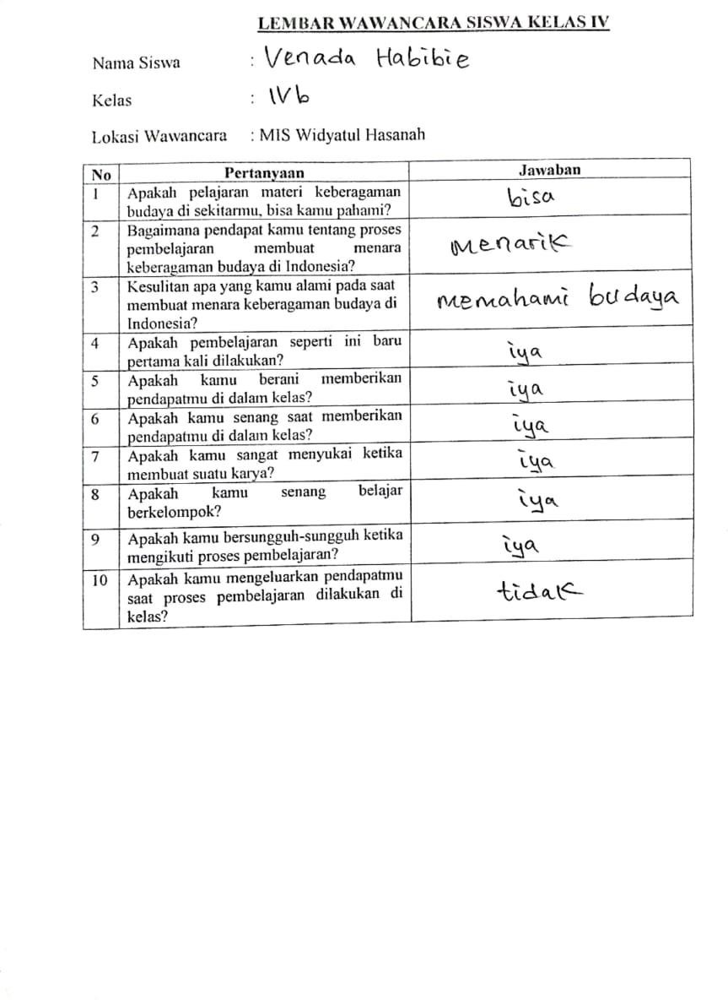 LEMBAR WAWANCARA SISWA KELAS IV
Nama Siswa : Venada Habibie
Kelas : IVb
Lokasi Wawancara : MIS Widyatul Hasanah
No Pertanyaan Jawaban
1 Apakah pelajaran materi keberagaman
budaya di sekitarmu, bisa kamu pahami?
bisa
2 Bagaimana pendapat kamu tentang proses
pembelajaran membuat menara
keberagaman budaya di Indonesia?
menarik
3 Kesulitan apa yang kamu alami pada saat
membuat menara keberagaman budaya di
Indonesia?
memahami budaya
4 Apakah pembelajaran seperti ini baru
pertama kali dilakukan?
iya
5 Apakah kamu berani memberikan
pendapatmu di dalam kelas?
iya
6 Apakah kamu senang saat memberikan
pendapatmu di dalam kelas?
iya
7 Apakah kamu sangat menyukai ketika
membuat suatu karya?
iya
8 Apakah kamu senang belajar
berkelompok?
iya
9 Apakah kamu bersungguh-sungguh ketika
mengikuti proses pembelajaran?
iya
10 Apakah kamu mengeluarkan pendapatmu
saat proses pembelajaran dilakukan di
kelas?
tidak